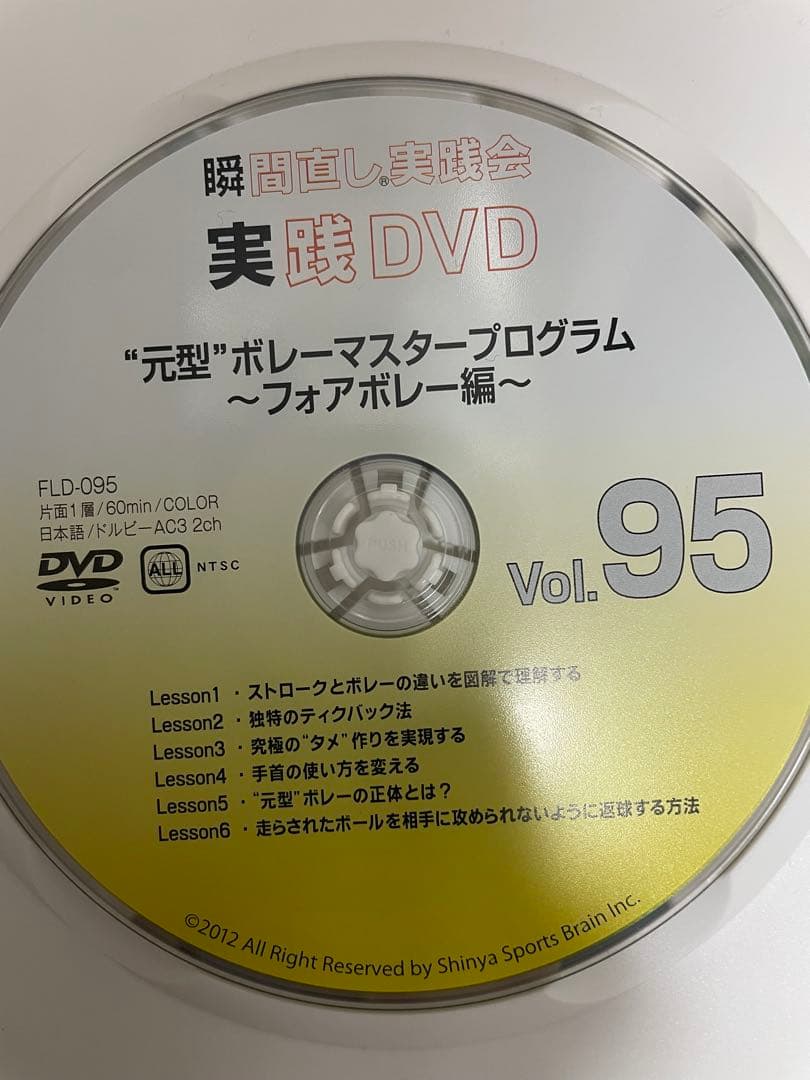 瞬間直し®実践会
実践DVD
“元型”ボレーマスタープログラム
～フォアボレー編～
FLD-095
片面1層/60min/COLOR
日本語/ドルビーAC3 2ch
DVD
VIDEO
ALL
NTSC
PUSH
Vol.95
Lesson1・ストロークとボレーの違いを図解で理解する
Lesson2・独特のティクバック法
Lesson3・究極の“タメ”作りを実現する
Lesson4・手首の使い方を変える
Lesson5・“元型”ボレーの正体とは？
Lesson6・走らされたボールを相手に攻められないように返球する方法
©2012 All Right Reserved by Shinya Sports Brain Inc.